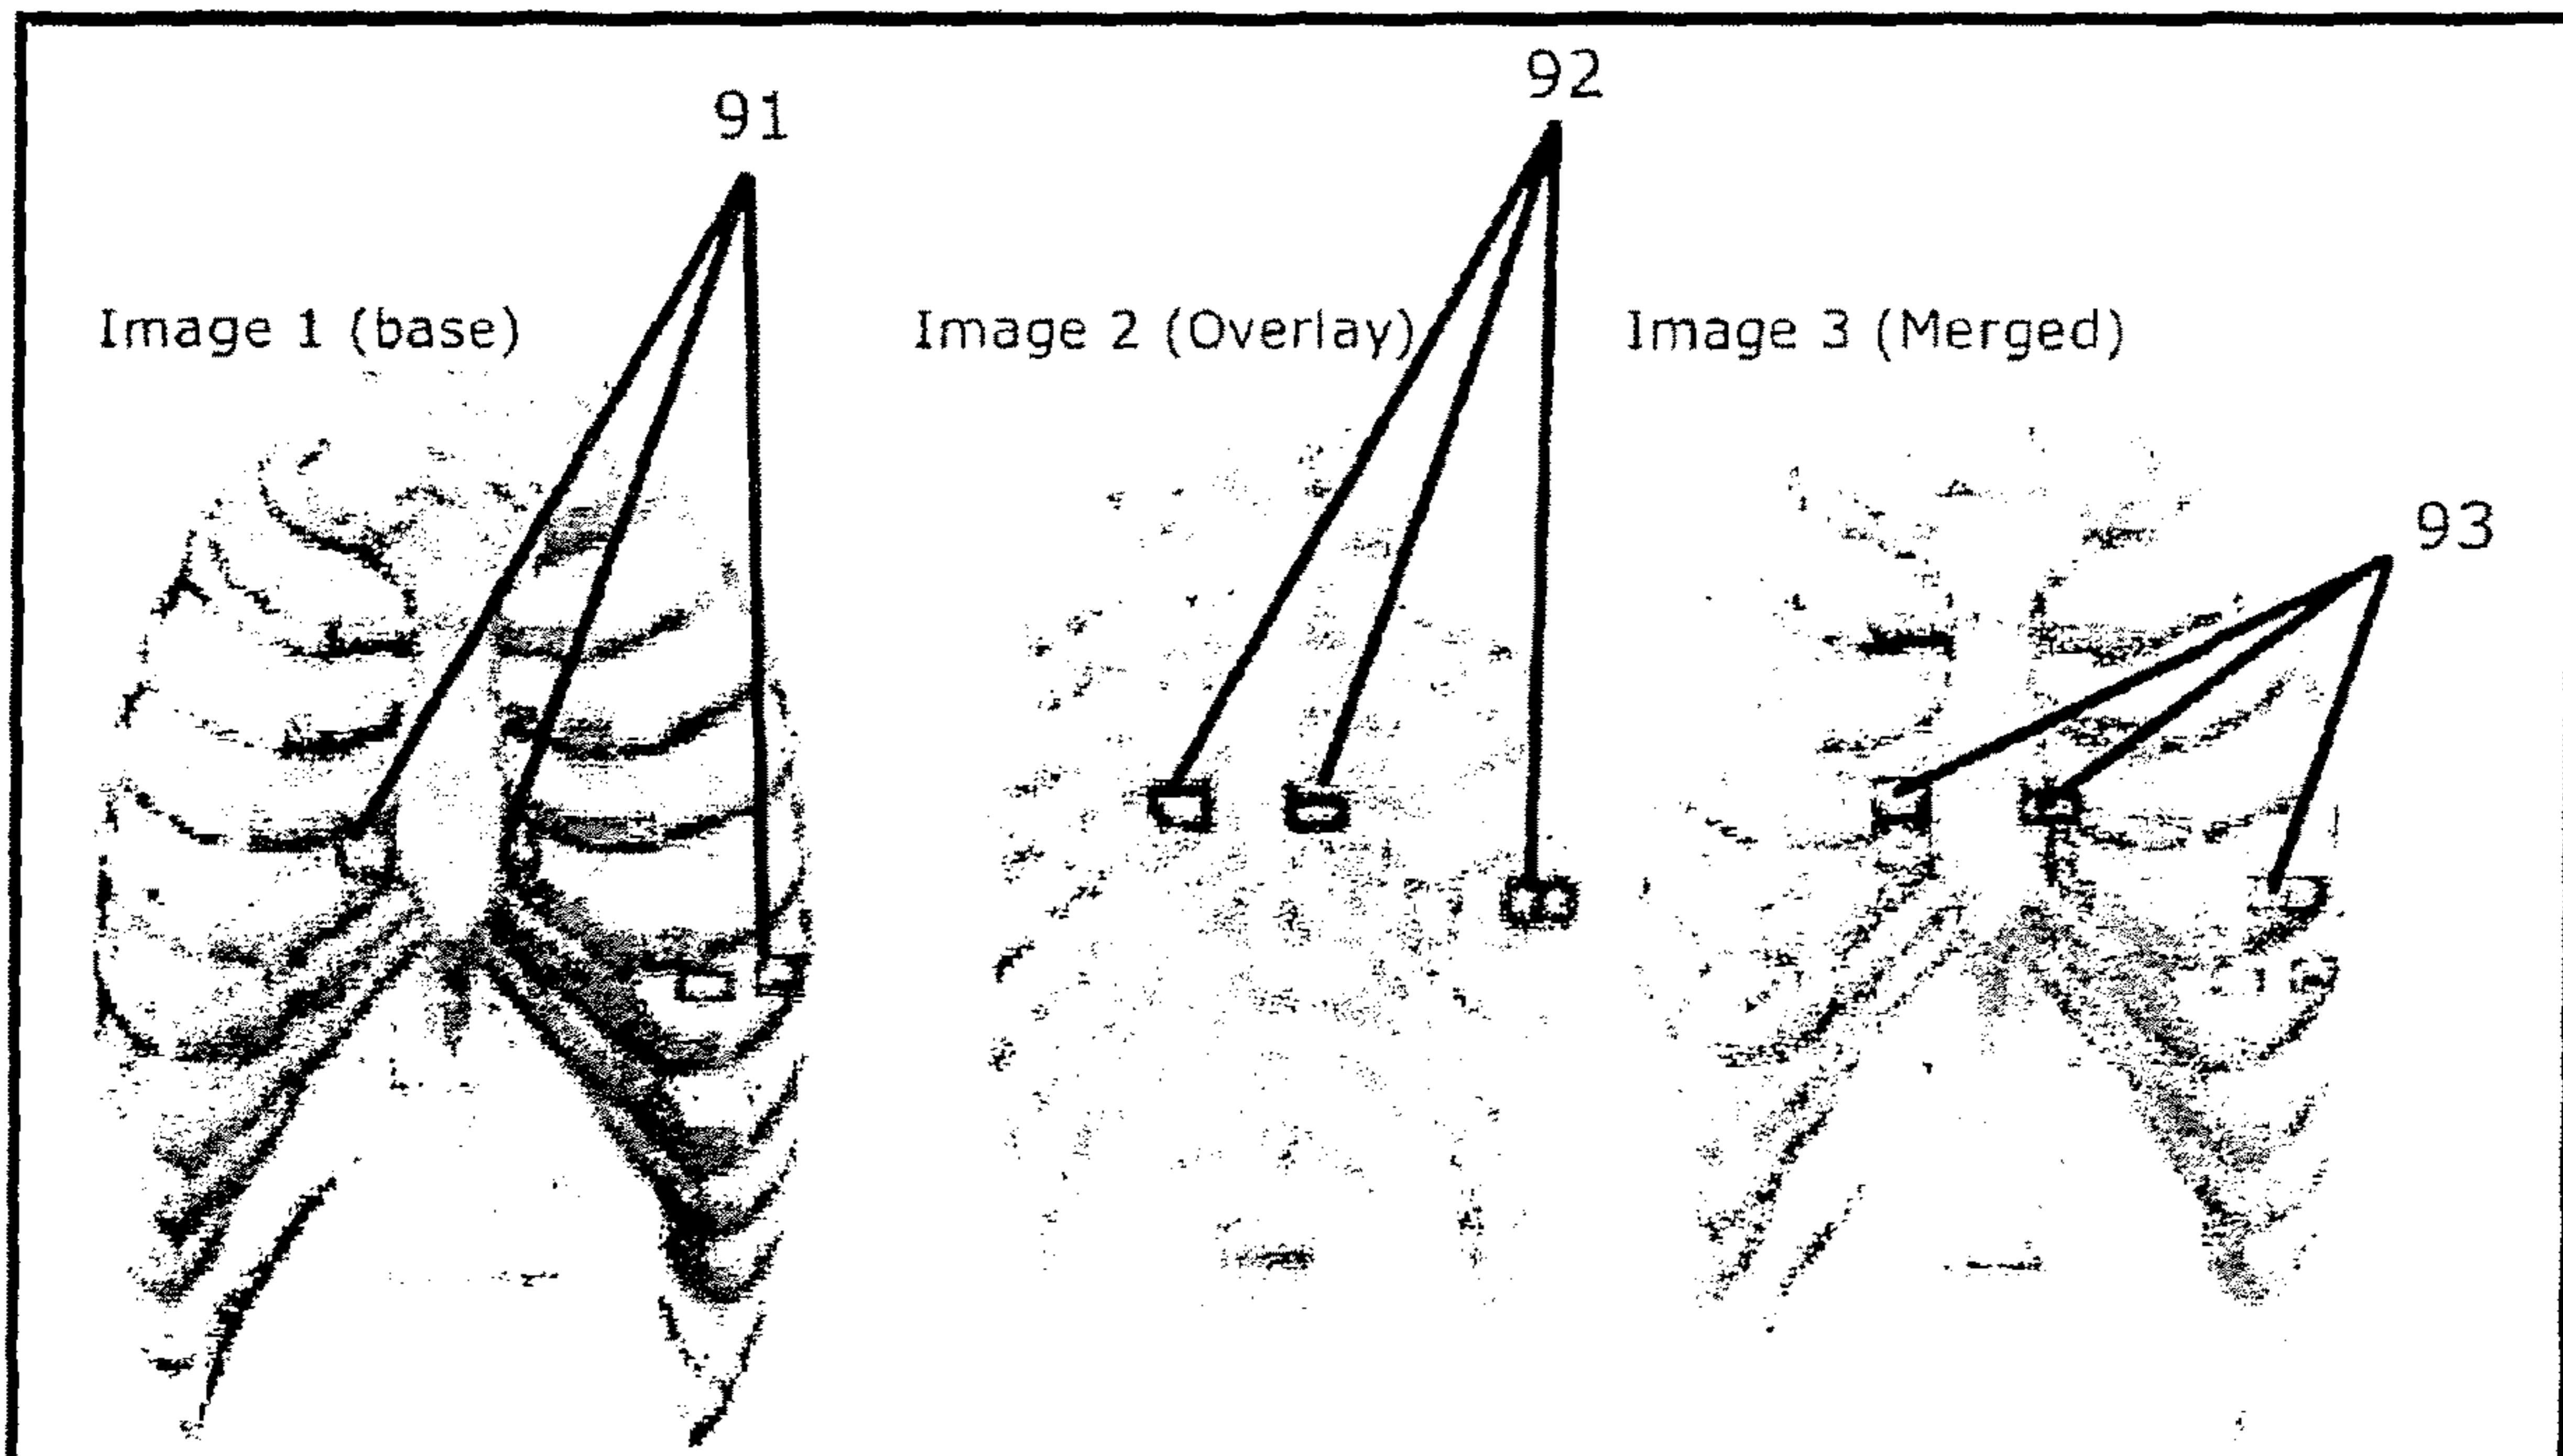 91
92
Image 1 (base)
Image 2 (Overlay)
Image 3 (Merged)
93